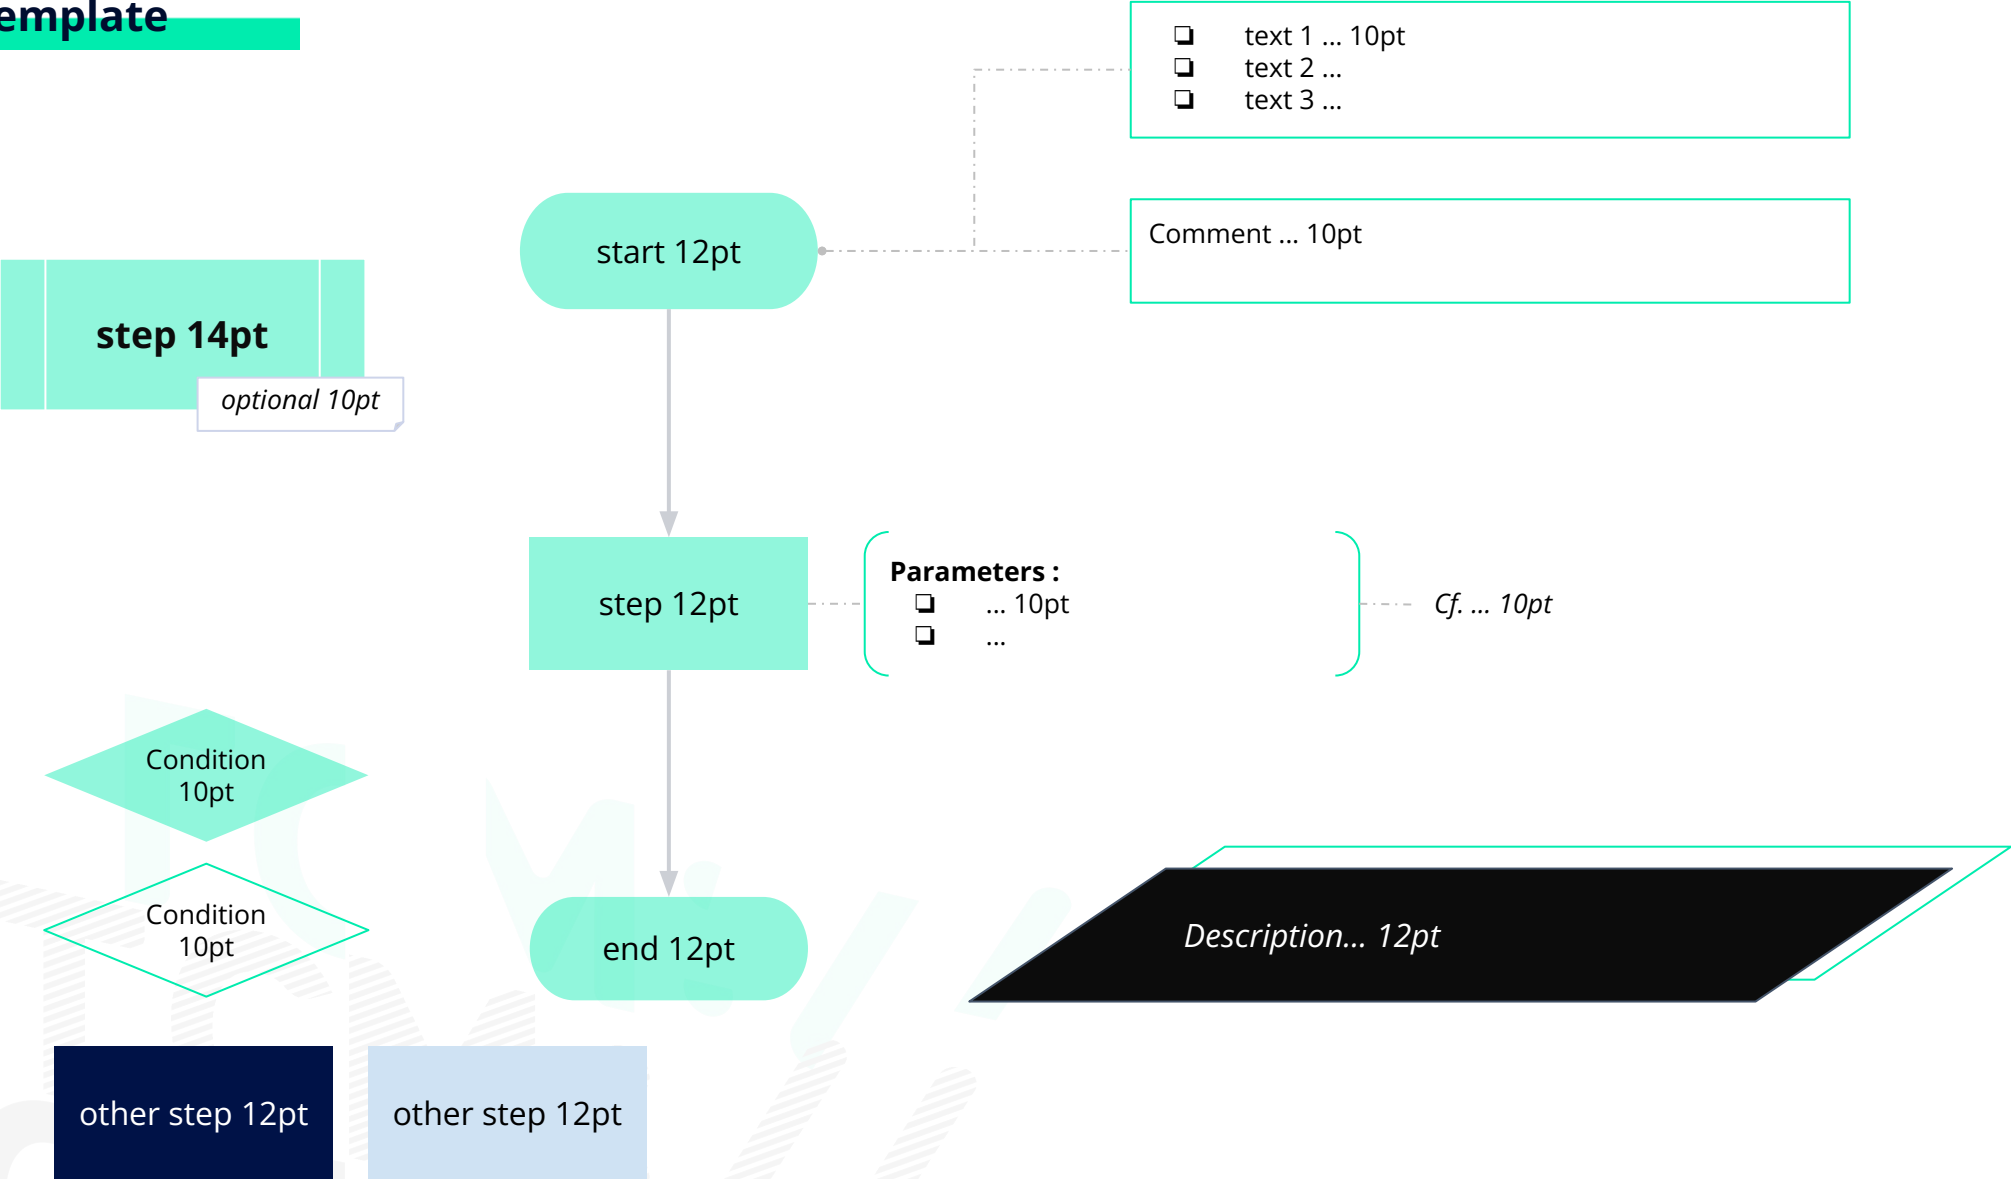 emplate
❏ text 1 ... 10pt
❏ text 2 ...
❏ text 3 ...
start 12pt
Comment ... 10pt
step 14pt
optional 10pt
step 12pt
Parameters :
❏ ... 10pt
❏ ...
Cf. ... 10pt
Condition
10pt
Condition
10pt
end 12pt
Description... 12pt
other step 12pt
other step 12pt